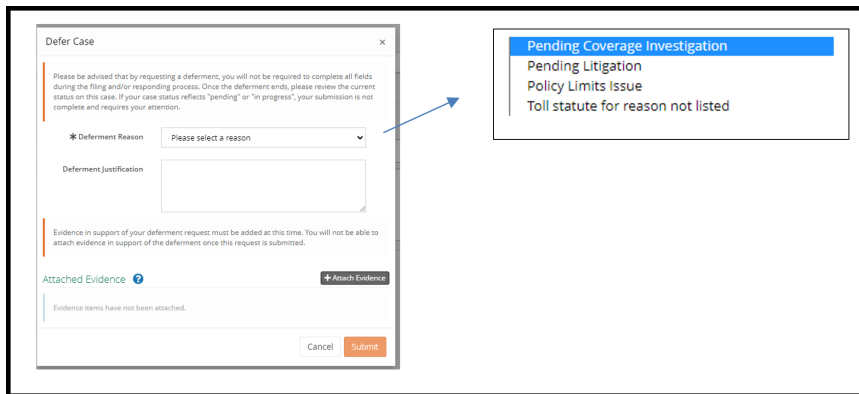 Defer Case ×
Please be advised that by requesting a deferment, you will not be required to complete all fields
during the filing and/or responding process. Once the deferment ends, please review the current
status on this case. If your case status reflects "pending" or "in progress", your submission is not
complete and requires your attention.
✱ Deferment Reason Please select a reason
Deferment Justification
Evidence in support of your deferment request must be added at this time. You will not be able to
attach evidence in support of the deferment once this request is submitted.
Attached Evidence ? + Attach Evidence
Evidence items have not been attached.
Cancel Submit
Pending Coverage Investigation
Pending Litigation
Policy Limits Issue
Toll statute for reason not listed